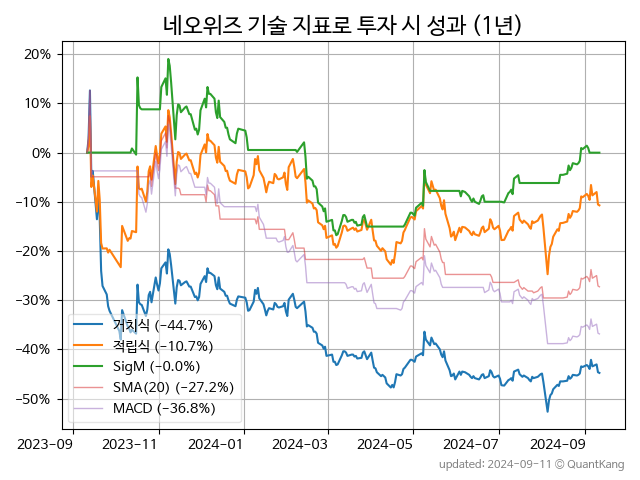 네오위즈 기술 지표로 투자 시 성과 (1년)
20%
10%
0%
−10%
−20%
−30%
−40%
−50%
거치식 (−44.7%)
적립식 (−10.7%)
SigM (−0.0%)
SMA(20) (−27.2%)
MACD (−36.8%)
2023-09
2023-11
2024-01
2024-03
2024-05
2024-07
2024-09
updated: 2024-09-11 © QuantKang